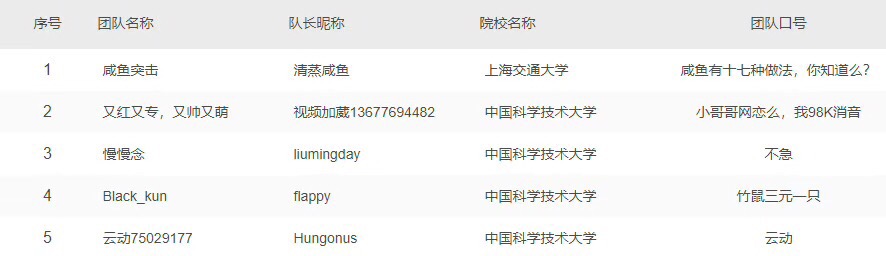 序号 团队名称 队长昵称 院校名称 团队口号
1 咸鱼突击 清蒸咸鱼 上海交通大学 咸鱼有十七种做法，你知道么？
2 又红又专，又帅又萌 视频加葳13677694482 中国科学技术大学 小哥哥网恋么，我98K消音
3 慢慢念 liumingday 中国科学技术大学 不急
4 Black_kun flappy 中国科学技术大学 竹鼠三元一只
5 云动75029177 Hungonus 中国科学技术大学 云动